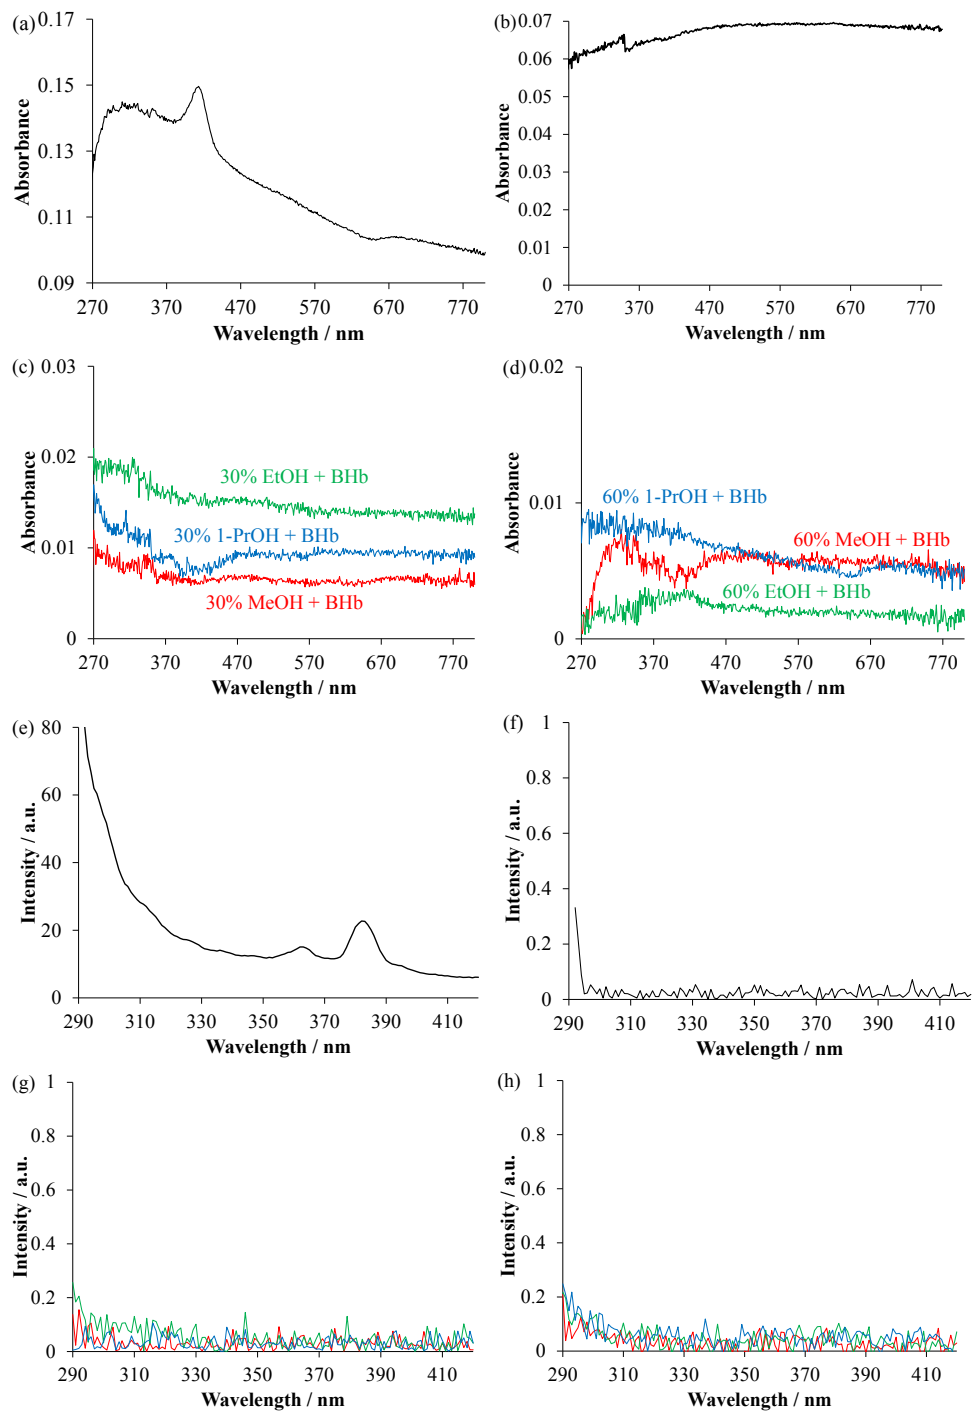 (a)
0.17
0.15
0.13
0.11
0.09
Absorbance
270 370 470 570 670 770
Wavelength / nm
(b)
0.07
0.06
0.05
0.04
0.03
0.02
0.01
0
Absorbance
270 370 470 570 670 770
Wavelength / nm
(c)
0.03
0.02
0.01
0
Absorbance
30% EtOH + BHb
30% 1-PrOH + BHb
30% MeOH + BHb
270 370 470 570 670 770
Wavelength / nm
(d)
0.02
0.01
0
Absorbance
60% 1-PrOH + BHb
60% MeOH + BHb
60% EtOH + BHb
270 370 470 570 670 770
Wavelength / nm
(e)
80
60
40
20
0
Intensity / a.u.
290 310 330 350 370 390 410
Wavelength / nm
(f)
1
0.8
0.6
0.4
0.2
0
Intensity / a.u.
290 310 330 350 370 390 410
Wavelength / nm
(g)
1
0.8
0.6
0.4
0.2
0
Intensity / a.u.
290 310 330 350 370 390 410
Wavelength / nm
(h)
1
0.8
0.6
0.4
0.2
0
Intensity / a.u.
290 310 330 350 370 390 410
Wavelength / nm